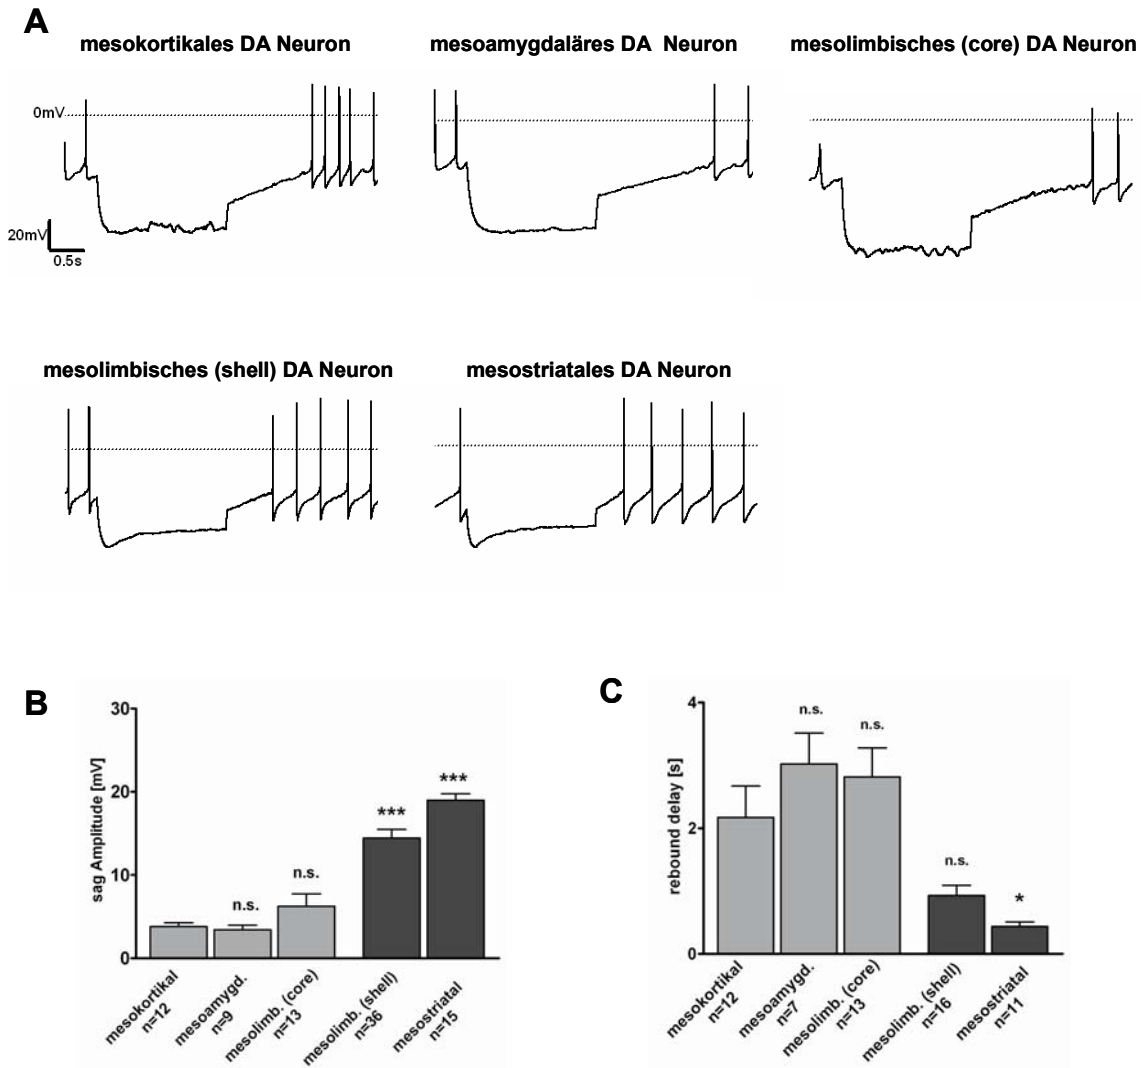 A
mesokortikales DA Neuron
mesoamygdaläres DA Neuron
mesolimbisches (core) DA Neuron
0mV
20mV
0.5s
mesolimbisches (shell) DA Neuron
mesostriatales DA Neuron
B
sag Amplitude [mV]
30
20
10
0
n.s.
n.s.
***
***
mesokortikal
n=12
mesoamygd.
n=9
mesolimb. (core)
n=13
mesolimb. (shell)
n=36
mesostriatal
n=15
C
rebound delay [s]
4
2
0
n.s.
n.s.
n.s.
*
mesokortikal
n=12
mesoamygd.
n=7
mesolimb. (core)
n=13
mesolimb. (shell)
n=16
mesostriatal
n=11